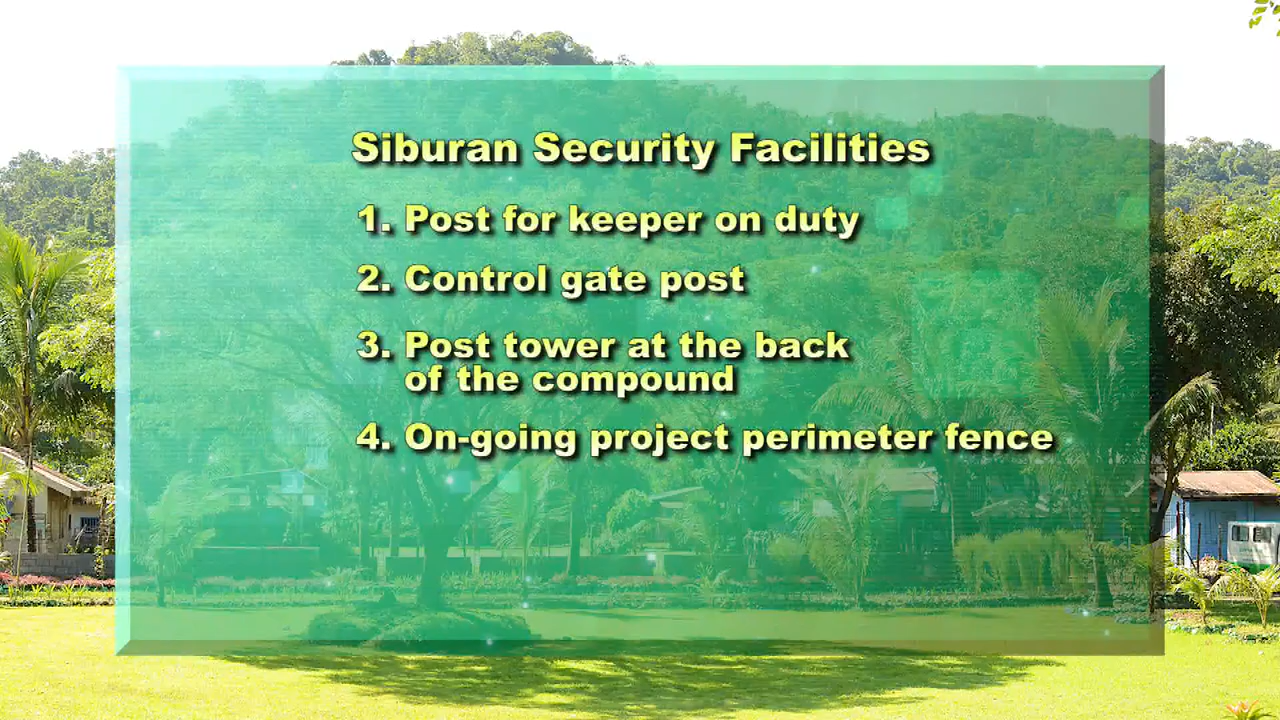 Siburan Security Facilities
1. Post for keeper on duty
2. Control gate post
3. Post tower at the back
of the compound
4. On-going project perimeter fence